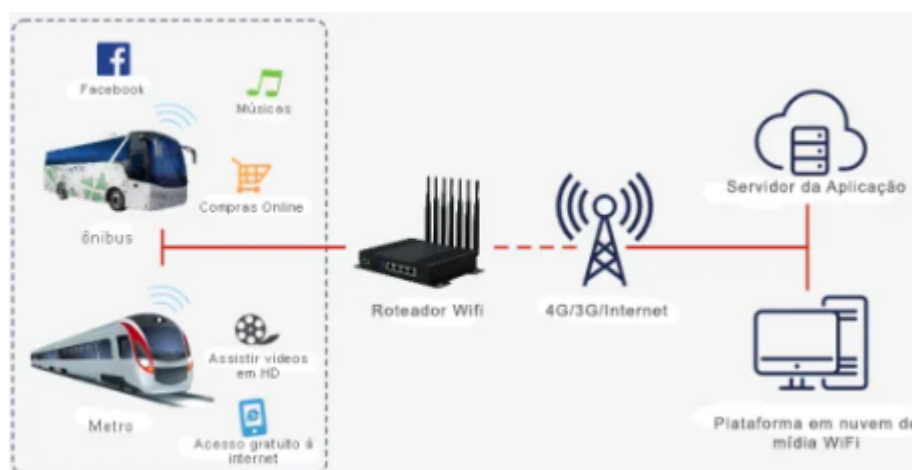 Facebook
Músicas
Compras Online
ônibus
Assistir vídeos
em HD
Metro
Acesso gratuito á
internet
Roteador Wifi
4G/3G/Internet
Servidor da Aplicação
Plataforma em nuvem de
mídia WiFi